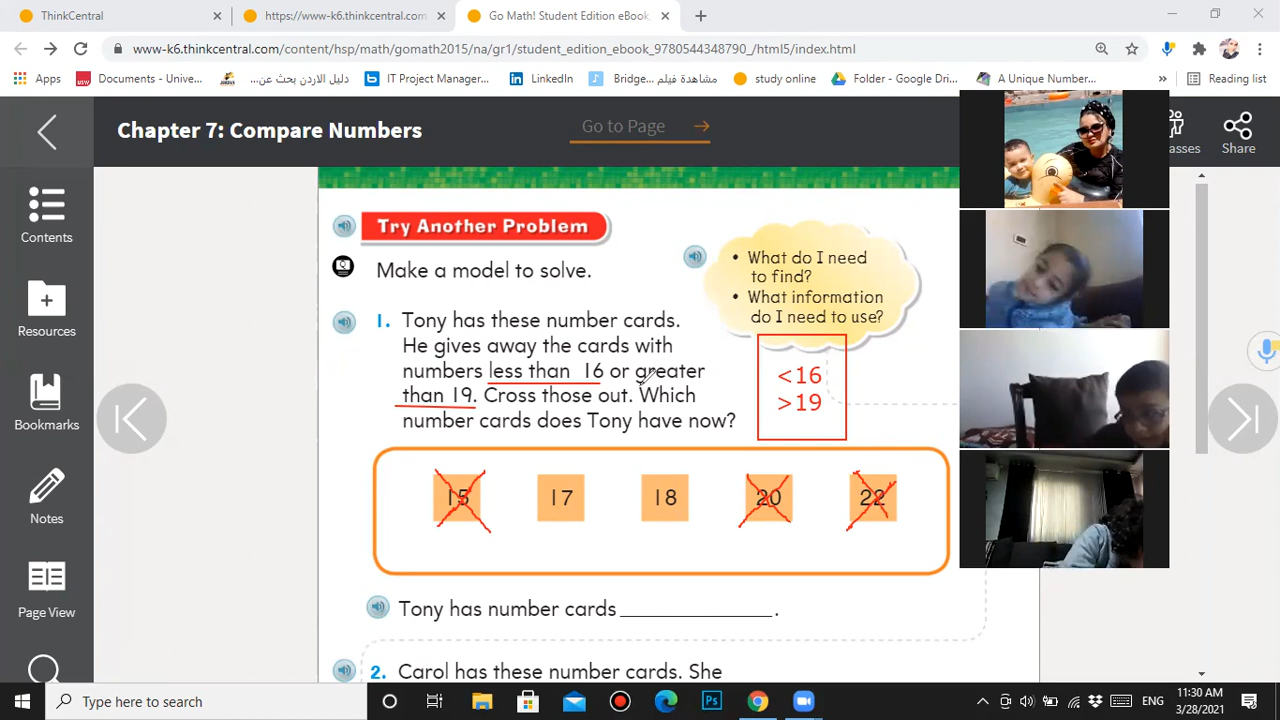 ThinkCentral
https://www-k6.thinkcentral.com
Go Math! Student Edition eBook
www-k6.thinkcentral.com/content/hsp/math/gomath2015/na/gr1/student_edition_ebook_9780544348790_/html5/index.html
Apps
Documents - Unive...
دليل الاردن بحث عن...
IT Project Manager...
LinkedIn
Bridge... مشاهدة فيلم
study online
Folder - Google Dri...
A Unique Number...
»
Reading list
Chapter 7: Compare Numbers
Go to Page
asses
Share
Contents
Resources
Bookmarks
Notes
Page View
Try Another Problem
Make a model to solve.
• What do I need
to find?
• What information
do I need to use?
1. Tony has these number cards.
He gives away the cards with
numbers less than 16 or greater
than 19. Cross those out. Which
number cards does Tony have now?
<16
>19
15 17 18 20 22
Tony has number cards ____________.
2. Carol has these number cards. She
Type here to search
Ps
ENG
11:30 AM
3/28/2021